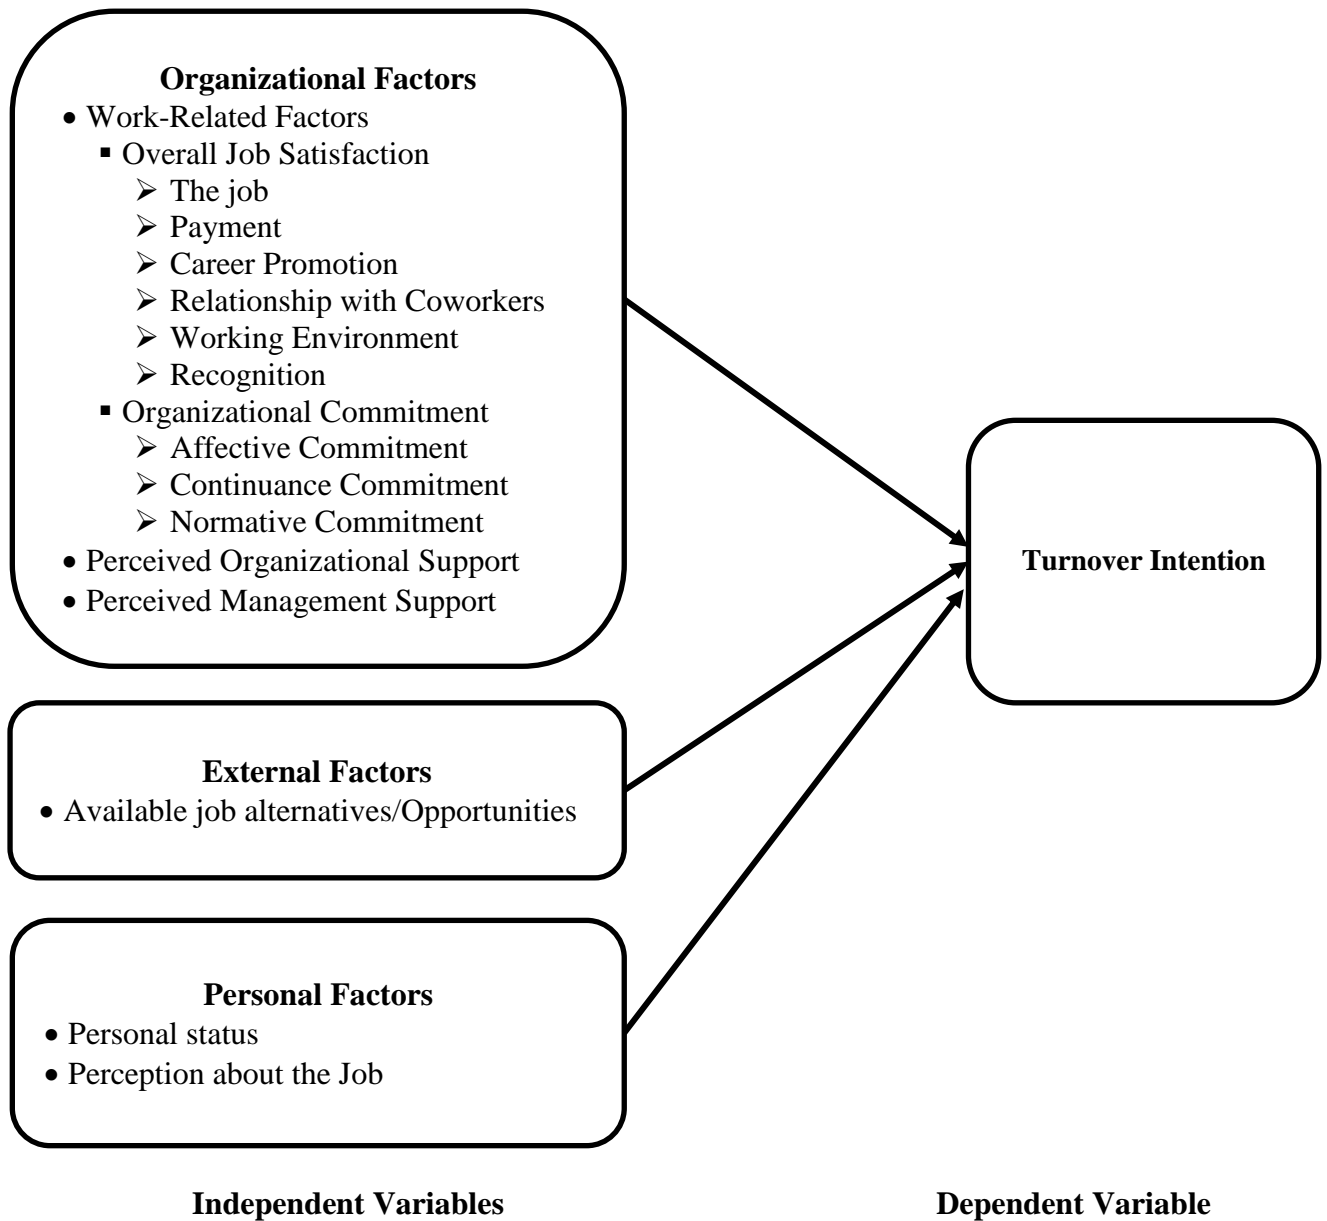 Organizational Factors
• Work-Related Factors
▪ Overall Job Satisfaction
➢ The job
➢ Payment
➢ Career Promotion
➢ Relationship with Coworkers
➢ Working Environment
➢ Recognition
▪ Organizational Commitment
➢ Affective Commitment
➢ Continuance Commitment
➢ Normative Commitment
• Perceived Organizational Support
• Perceived Management Support
Turnover Intention
External Factors
• Available job alternatives/Opportunities
Personal Factors
• Personal status
• Perception about the Job
Independent Variables
Dependent Variable